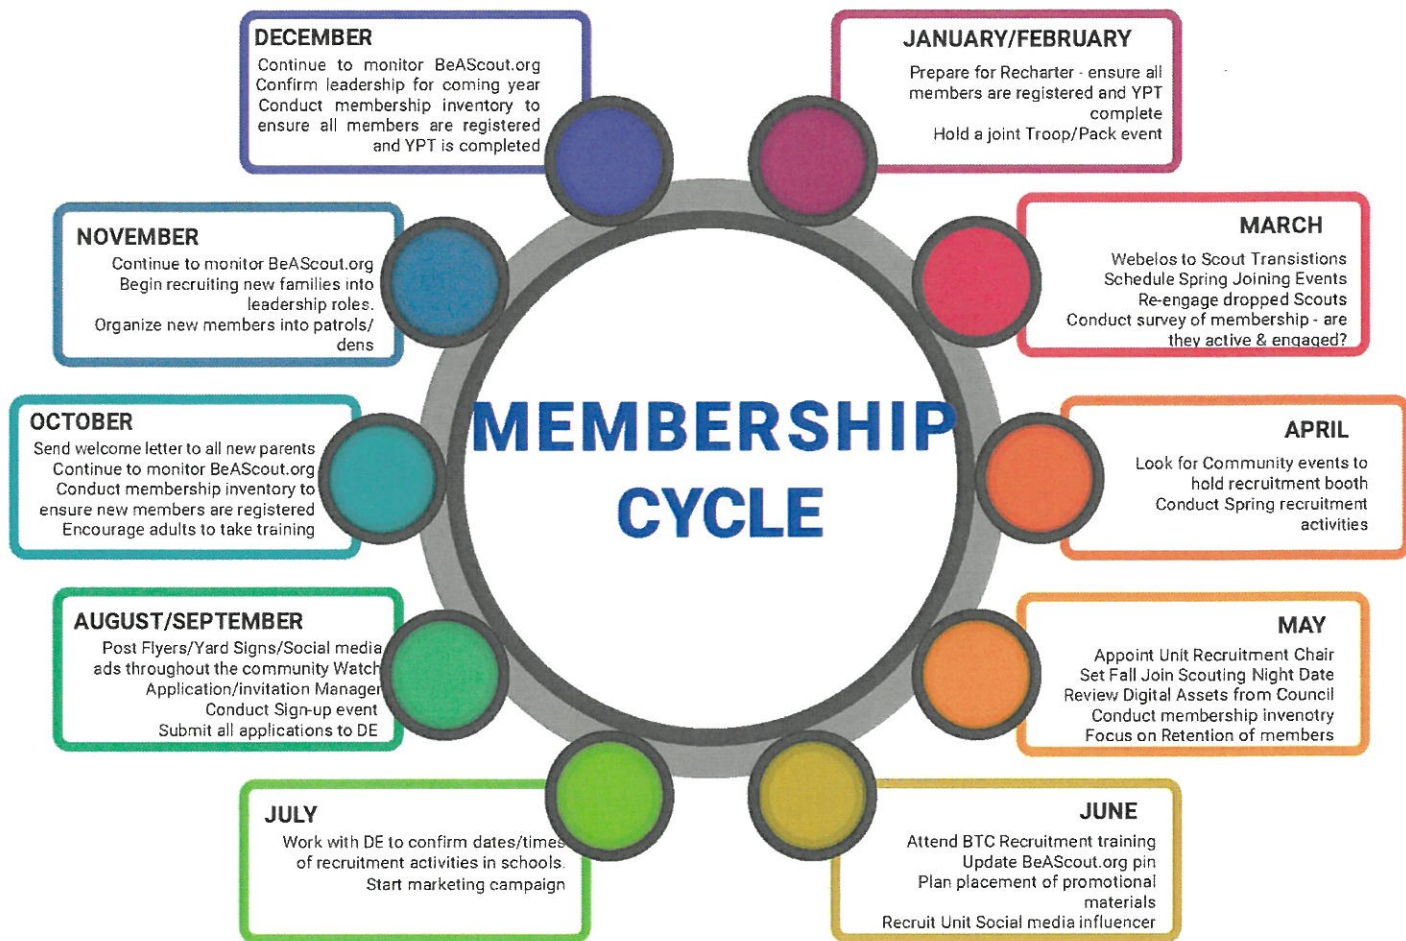 DECEMBER
Continue to monitor BeAScout.org
Confirm leadership for coming year
Conduct membership inventory to
ensure all members are registered
and YPT is completed
JANUARY/FEBRUARY
Prepare for Recharter - ensure all
members are registered and YPT
complete
Hold a joint Troop/Pack event
NOVEMBER
Continue to monitor BeAScout.org
Begin recruiting new families into
leadership roles.
Organize new members into patrols/
dens
MARCH
Webelos to Scout Transistions
Schedule Spring Joining Events
Re-engage dropped Scouts
Conduct survey of membership - are
they active & engaged?
MEMBERSHIP
CYCLE
OCTOBER
Send welcome letter to all new parents
Continue to monitor BeAScout.org
Conduct membership inventory to
ensure new members are registered
Encourage adults to take training
APRIL
Look for Community events to
hold recruitment booth
Conduct Spring recruitment
activities
AUGUST/SEPTEMBER
Post Flyers/Yard Signs/Social media
ads throughout the community Watch
Application/invitation Manager
Conduct Sign-up event
Submit all applications to DE
MAY
Appoint Unit Recruitment Chair
Set Fall Join Scouting Night Date
Review Digital Assets from Council
Conduct membership invenotry
Focus on Retention of members
JULY
Work with DE to confirm dates/times
of recruitment activities in schools.
Start marketing campaign
JUNE
Attend BTC Recruitment training
Update BeAScout.org pin
Plan placement of promotional
materials
Recruit Unit Social media influencer